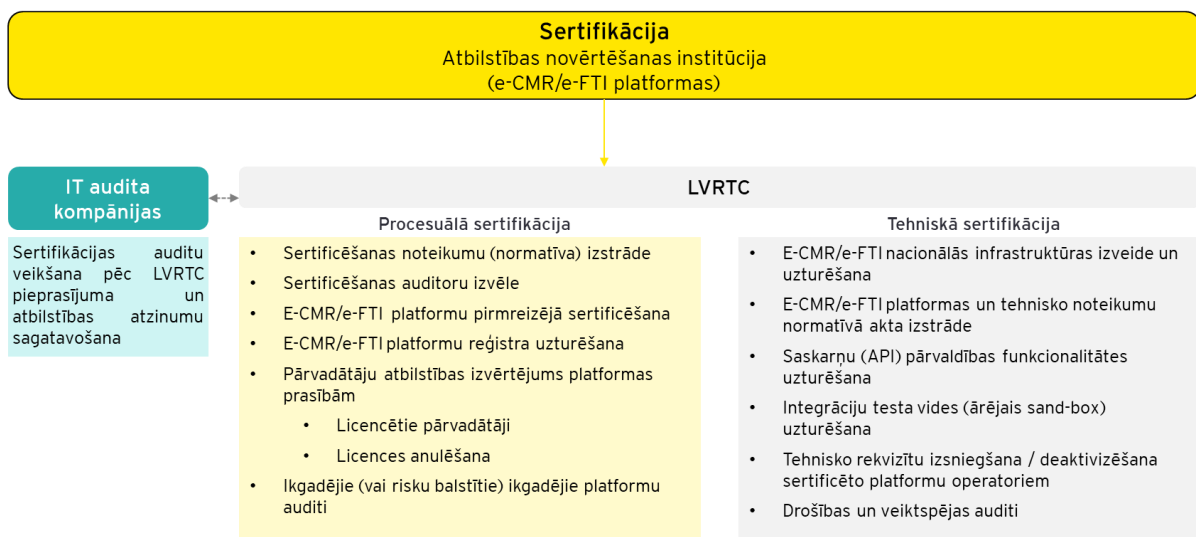 Sertifikācija
Atbilstības novērtēšanas institūcija
(e-CMR/e-FTI platformas)
IT audita
kompānijas
Sertifikācijas auditu
veikšana pēc LVRTC
pieprasījuma un
atbilstības atzinumu
sagatavošana
LVRTC
Procesuālā sertifikācija
• Sertificēšanas noteikumu (normatīva) izstrāde
• Sertificēšanas auditoru izvēle
• E-CMR/e-FTI platformu pirmreizējā sertificēšana
• E-CMR/e-FTI platformu reģistra uzturēšana
• Pārvadātāju atbilstības izvērtējums platformas
prasībām
• Licencētie pārvadātāji
• Licences anulēšana
• Ikgadējie (vai risku balstītie) ikgadējie platformu
auditi
Tehniskā sertifikācija
• E-CMR/e-FTI nacionālās infrastruktūras izveide un
uzturēšana
• E-CMR/e-FTI platformas un tehnisko noteikumu
normatīvā akta izstrāde
• Saskarņu (API) pārvaldības funkcionalitātes
uzturēšana
• Integrāciju testa vides (ārējais sand-box)
uzturēšana
• Tehnisko rekvizītu izsniegšana / deaktivizēšana
sertificēto platformu operatoriem
• Drošības un veiktspējas auditi